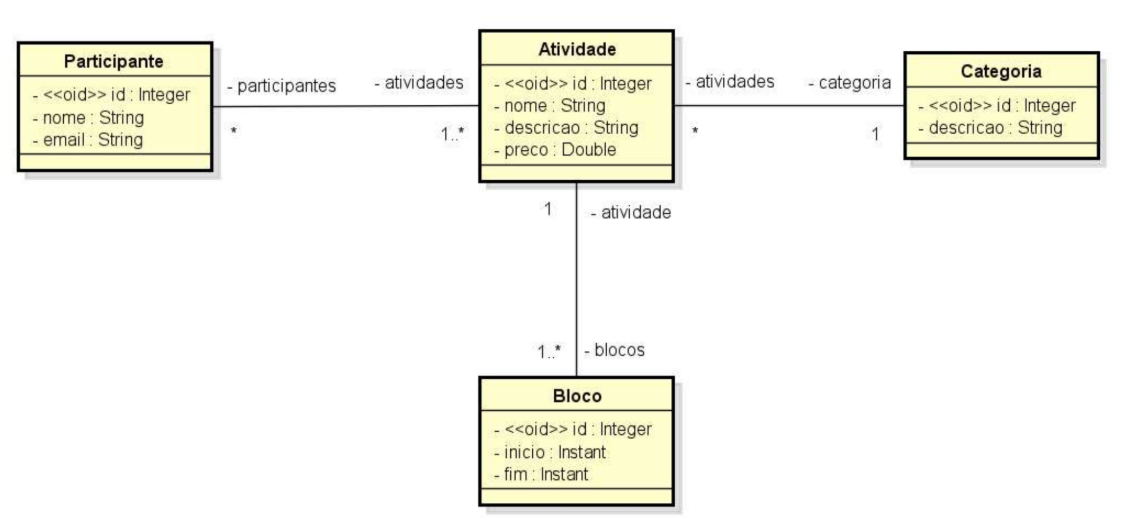 Participante
- <<oid>> id : Integer
- nome : String
- email : String
- participantes
*
- atividades
1..*
Atividade
- <<oid>> id : Integer
- nome : String
- descricao : String
- preco : Double
- atividades
*
- categoria
1
Categoria
- <<oid>> id : Integer
- descricao : String
1
- atividade
1..*
- blocos
Bloco
- <<oid>> id : Integer
- inicio : Instant
- fim : Instant